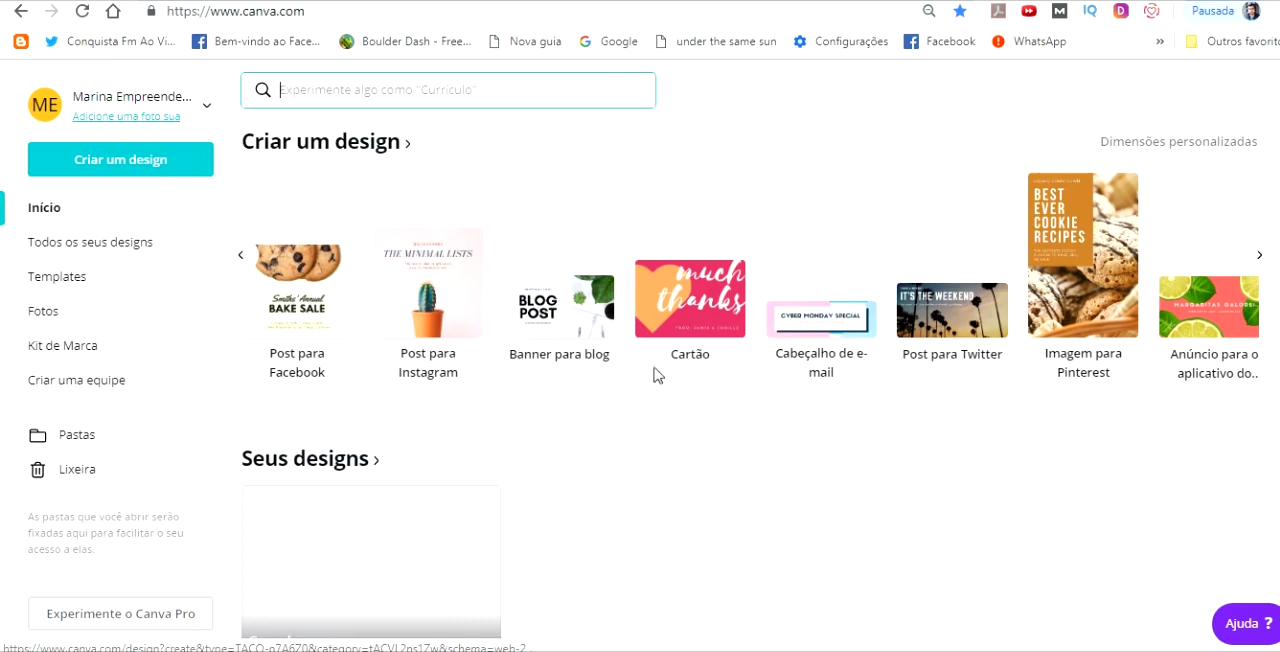 https://www.canva.com
Pausada
Conquista Fm Ao Vi...
Bem-vindo ao Face...
Boulder Dash - Free...
Nova guia
Google
under the same sun
Configurações
Facebook
WhatsApp
»
Outros favorito
ME
Marina Empreende...
Adicione uma foto sua
Criar um design
Início
Todos os seus designs
Templates
Fotos
Kit de Marca
Criar uma equipe
Pastas
Lixeira
As pastas que você abrir serão
fixadas aqui para facilitar o seu
acesso a elas.
Experimente o Canva Pro
Experimente algo como "Currículo"
Criar um design ›
Dimensões personalizadas
Smiths' Annual
BAKE SALE
Post para
Facebook
THE MINIMAL LISTS
Post para
Instagram
BLOG
POST
Banner para blog
much
thanks
Cartão
CYBER MONDAY SPECIAL
Cabeçalho de e-
mail
IT'S THE WEEKEND
Post para Twitter
BEST
EVER
COOKIE
RECIPES
Imagem para
Pinterest
MARGARITAS GALORE!
Anúncio para o
aplicativo do..
Seus designs ›
Ajuda ?